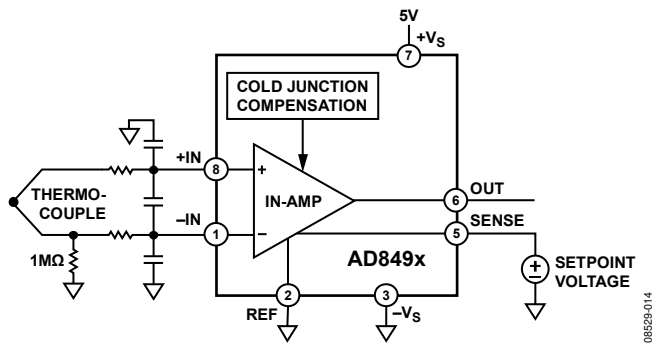 5V
+VS
7
COLD JUNCTION
COMPENSATION
+IN
8
+
THERMO-
COUPLE
IN-AMP
6
OUT
–IN
1
–
5
SENSE
1MΩ
AD849x
+
–
SETPOINT
VOLTAGE
2
3
REF
–VS
08529-014